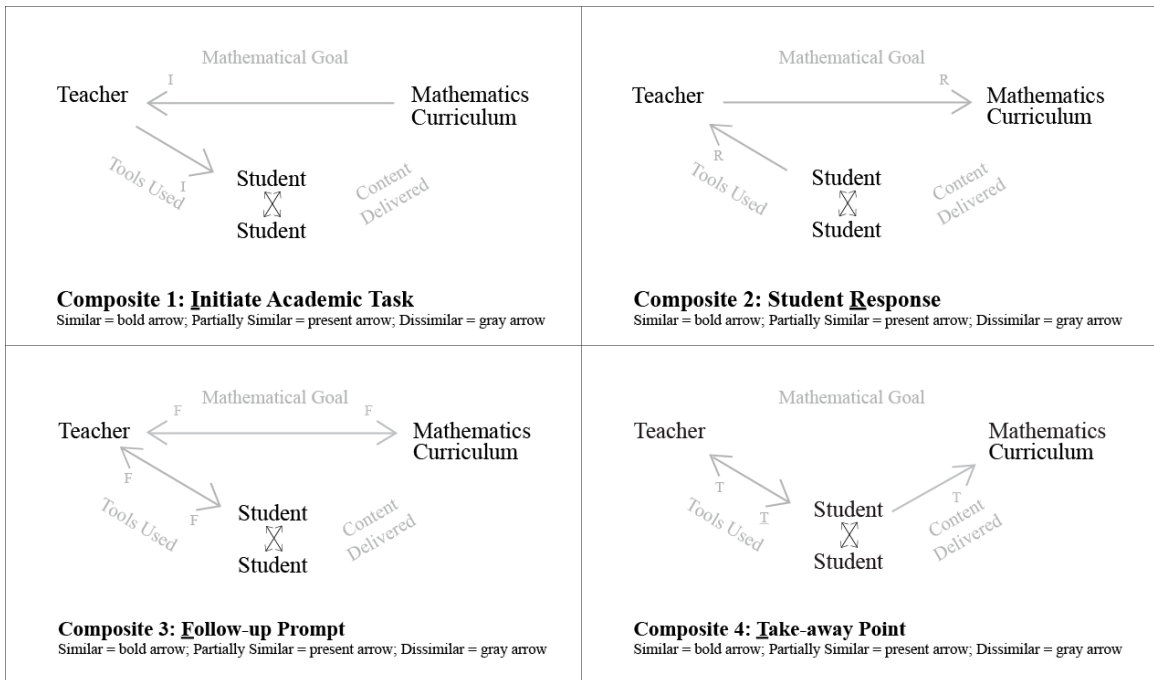 Mathematical Goal
I
Teacher
Mathematics
Curriculum
Tools Used
I
Student
Student
Content
Delivered
Composite 1: Initiate Academic Task
Similar = bold arrow; Partially Similar = present arrow; Dissimilar = gray arrow
Mathematical Goal
R
Teacher
Mathematics
Curriculum
R
Tools Used
Student
Student
Content
Delivered
Composite 2: Student Response
Similar = bold arrow; Partially Similar = present arrow; Dissimilar = gray arrow
Mathematical Goal
F
F
Teacher
Mathematics
Curriculum
F
Tools Used
F
Student
Student
Content
Delivered
Composite 3: Follow-up Prompt
Similar = bold arrow; Partially Similar = present arrow; Dissimilar = gray arrow
Mathematical Goal
Teacher
Mathematics
Curriculum
T
Tools Used
T
Student
Student
T
Content
Delivered
Composite 4: Take-away Point
Similar = bold arrow; Partially Similar = present arrow; Dissimilar = gray arrow